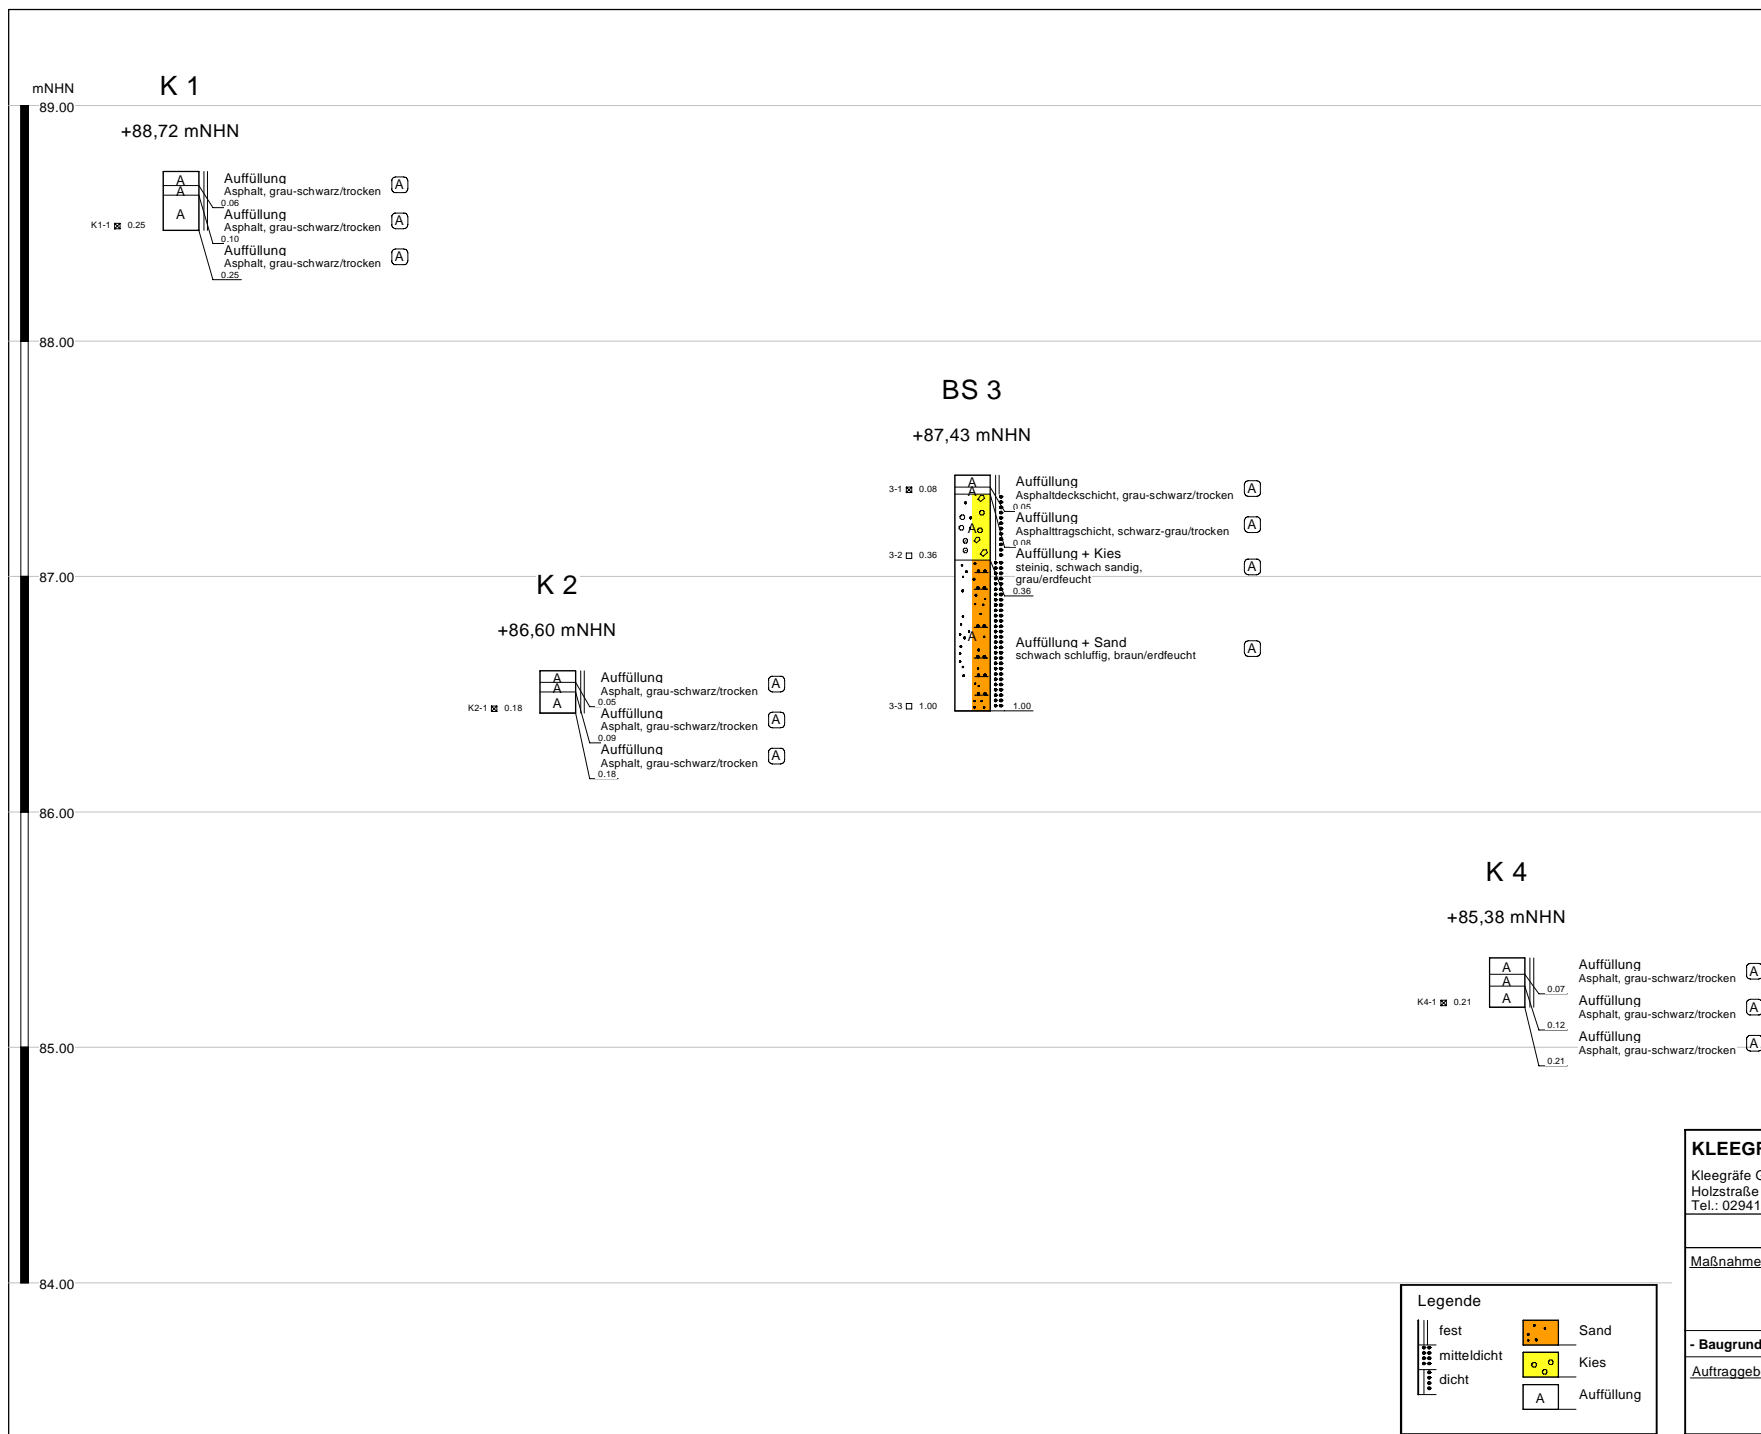 mNHN
89.00
88.00
87.00
86.00
85.00
84.00
K 1
+88,72 mNHN
A
A
A
K1-1 0.25
Auffüllung
Asphalt, grau-schwarz/trocken
A
0.06
Auffüllung
Asphalt, grau-schwarz/trocken
A
0.10
Auffüllung
Asphalt, grau-schwarz/trocken
A
0.25
K 2
+86,60 mNHN
A
A
A
K2-1 0.18
Auffüllung
Asphalt, grau-schwarz/trocken
A
0.05
Auffüllung
Asphalt, grau-schwarz/trocken
A
0.09
Auffüllung
Asphalt, grau-schwarz/trocken
A
0.18
BS 3
+87,43 mNHN
3-1 0.08
3-2 0.36
3-3 1.00
A
A
A
A
Auffüllung
Asphaltdeckschicht, grau-schwarz/trocken
A
0.05
Auffüllung
Asphalttragschicht, schwarz-grau/trocken
A
0.08
Auffüllung + Kies
steinig, schwach sandig,
grau/erdfeucht
A
0.36
Auffüllung + Sand
schwach schluffig, braun/erdfeucht
A
1.00
K 4
+85,38 mNHN
A
A
A
K4-1 0.21
Auffüllung
Asphalt, grau-schwarz/trocken
A
0.07
Auffüllung
Asphalt, grau-schwarz/trocken
A
0.12
Auffüllung
Asphalt, grau-schwarz/trocken
A
0.21
Legende
fest
mitteldicht
dicht
Sand
Kies
A Auffüllung
Kleegräfe G
Holzstraße
Tel.: 02941
Maßnahme
- Baugrund
Auftraggeb